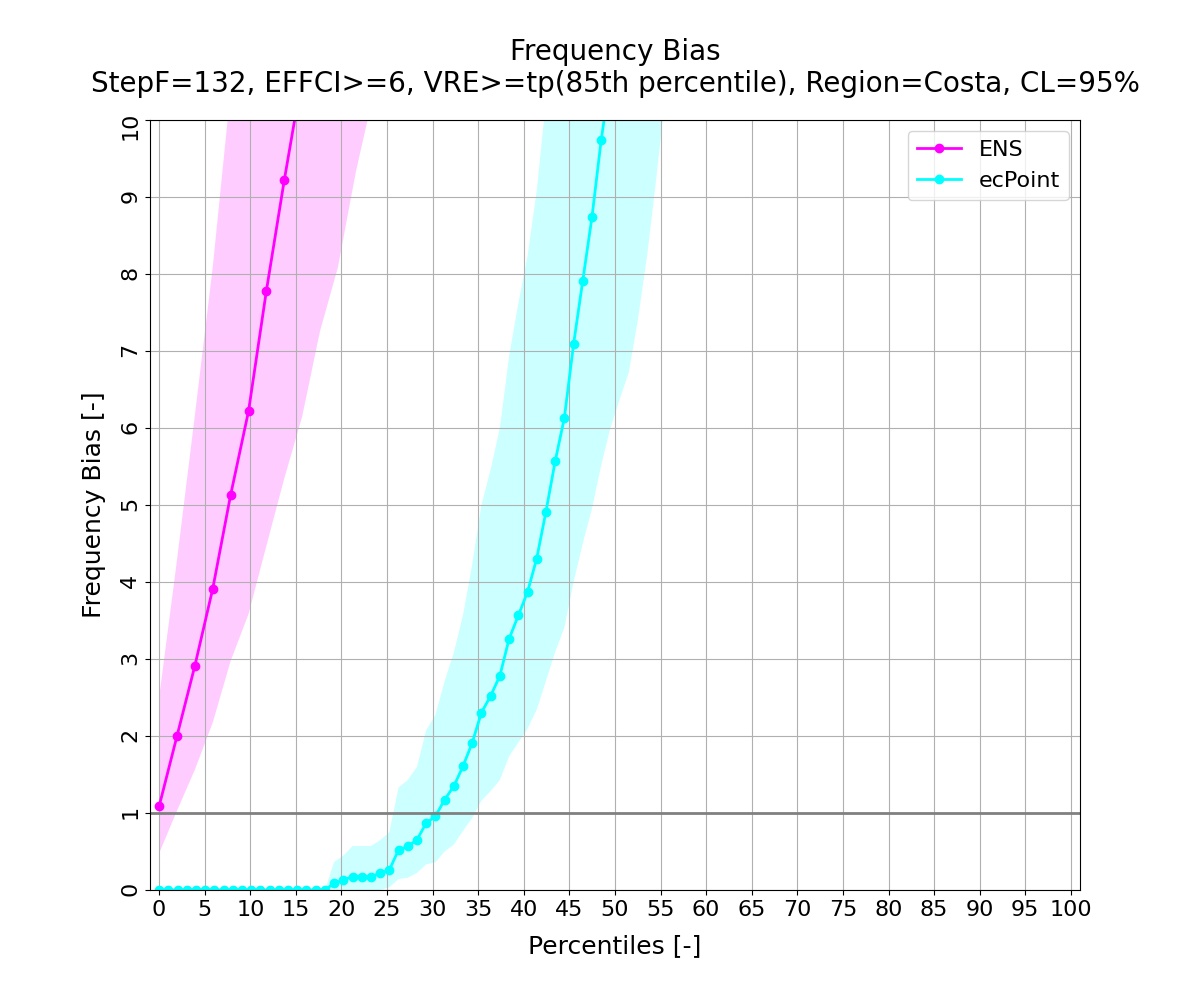 Frequency Bias
StepF=132, EFFCI>=6, VRE>=tp(85th percentile), Region=Costa, CL=95%
ENS
ecPoint
Frequency Bias [-]
10
9
8
7
6
5
4
3
2
1
0
0 5 10 15 20 25 30 35 40 45 50 55 60 65 70 75 80 85 90 95 100
Percentiles [-]